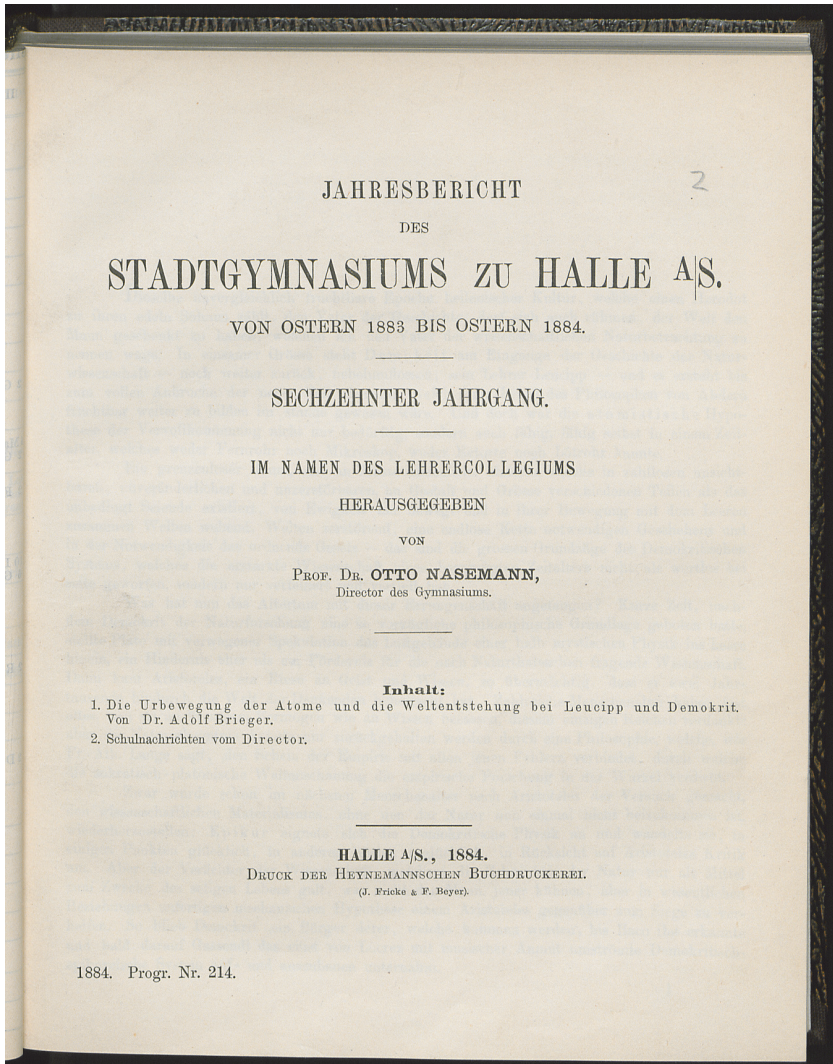 2
JAHRESBERICHT
DES
STADTGYMNASIUMS ZU HALLE A|S.
VON OSTERN 1883 BIS OSTERN 1884.
SECHZEHNTER JAHRGANG.
IM NAMEN DES LEHRERCOLLEGIUMS
HERAUSGEGEBEN
VON
PROF. DR. OTTO NASEMANN,
Director des Gymnasiums.
Inhalt:
1. Die Urbewegung der Atome und die Weltentstehung bei Leucipp und Demokrit.
Von Dr. Adolf Brieger.
2. Schulnachrichten vom Director.
HALLE A/S., 1884.
DRUCK DER HEYNEMANNSCHEN BUCHDRUCKEREI.
(J. Fricke & F. Beyer).
1884. Progr. Nr. 214.